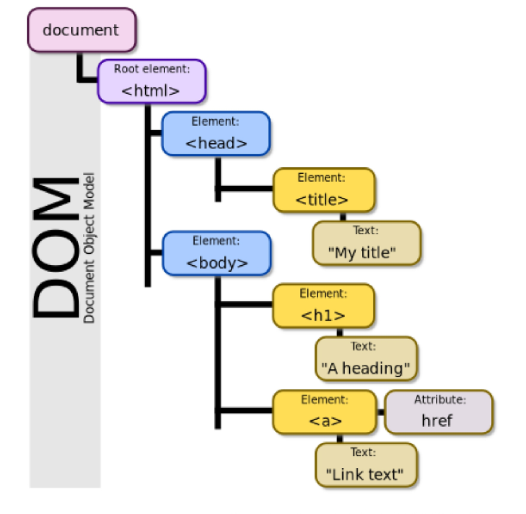 document
Root element:
<html>
Element:
<head>
Element:
<title>
Text:
"My title"
Element:
<body>
Element:
<h1>
Text:
"A heading"
Element:
<a>
Attribute:
href
Text:
"Link text"
DOM
Document Object Model